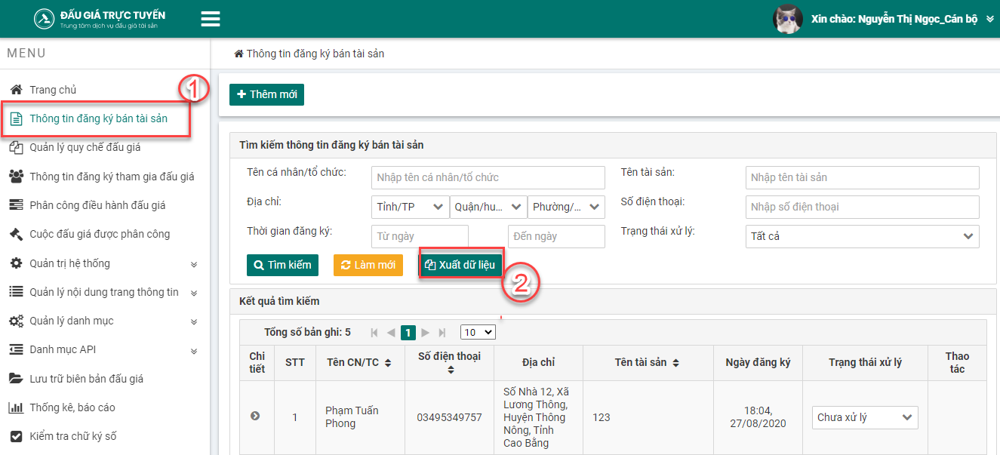 ĐẤU GIÁ TRỰC TUYẾN
Trung tâm dịch vụ đấu giá tài sản
Xin chào: Nguyễn Thị Ngọc_Cán bộ
MENU
Trang chủ
1
Thông tin đăng ký bán tài sản
Quản lý quy chế đấu giá
Thông tin đăng ký tham gia đấu giá
Phân công điều hành đấu giá
Cuộc đấu giá được phân công
Quản trị hệ thống
Quản lý nội dung trang thông tin
Quản lý danh mục
Danh mục API
Lưu trữ biên bản đấu giá
Thống kê, báo cáo
Kiểm tra chữ ký số
Thông tin đăng ký bán tài sản
Thêm mới
Tìm kiếm thông tin đăng ký bán tài sản
Tên cá nhân/tổ chức: Nhập tên cá nhân/tổ chức Tên tài sản: Nhập tên tài sản
Địa chỉ: Tỉnh/TP Quận/hu... Phường/... Số điện thoại: Nhập số điện thoại
Thời gian đăng ký: Từ ngày Đến ngày Trạng thái xử lý: Tất cả
Tìm kiếm Làm mới Xuất dữ liệu
2
Kết quả tìm kiếm
Tổng số bản ghi: 5 1 10
Chi tiết STT Tên CN/TC Số điện thoại Địa chỉ Tên tài sản Ngày đăng ký Trạng thái xử lý Thao tác
1 Phạm Tuấn Phong 03495349757 Số Nhà 12, Xã Lương Thông, Huyện Thông Nông, Tỉnh Cao Bằng 123 18:04, 27/08/2020 Chưa xử lý